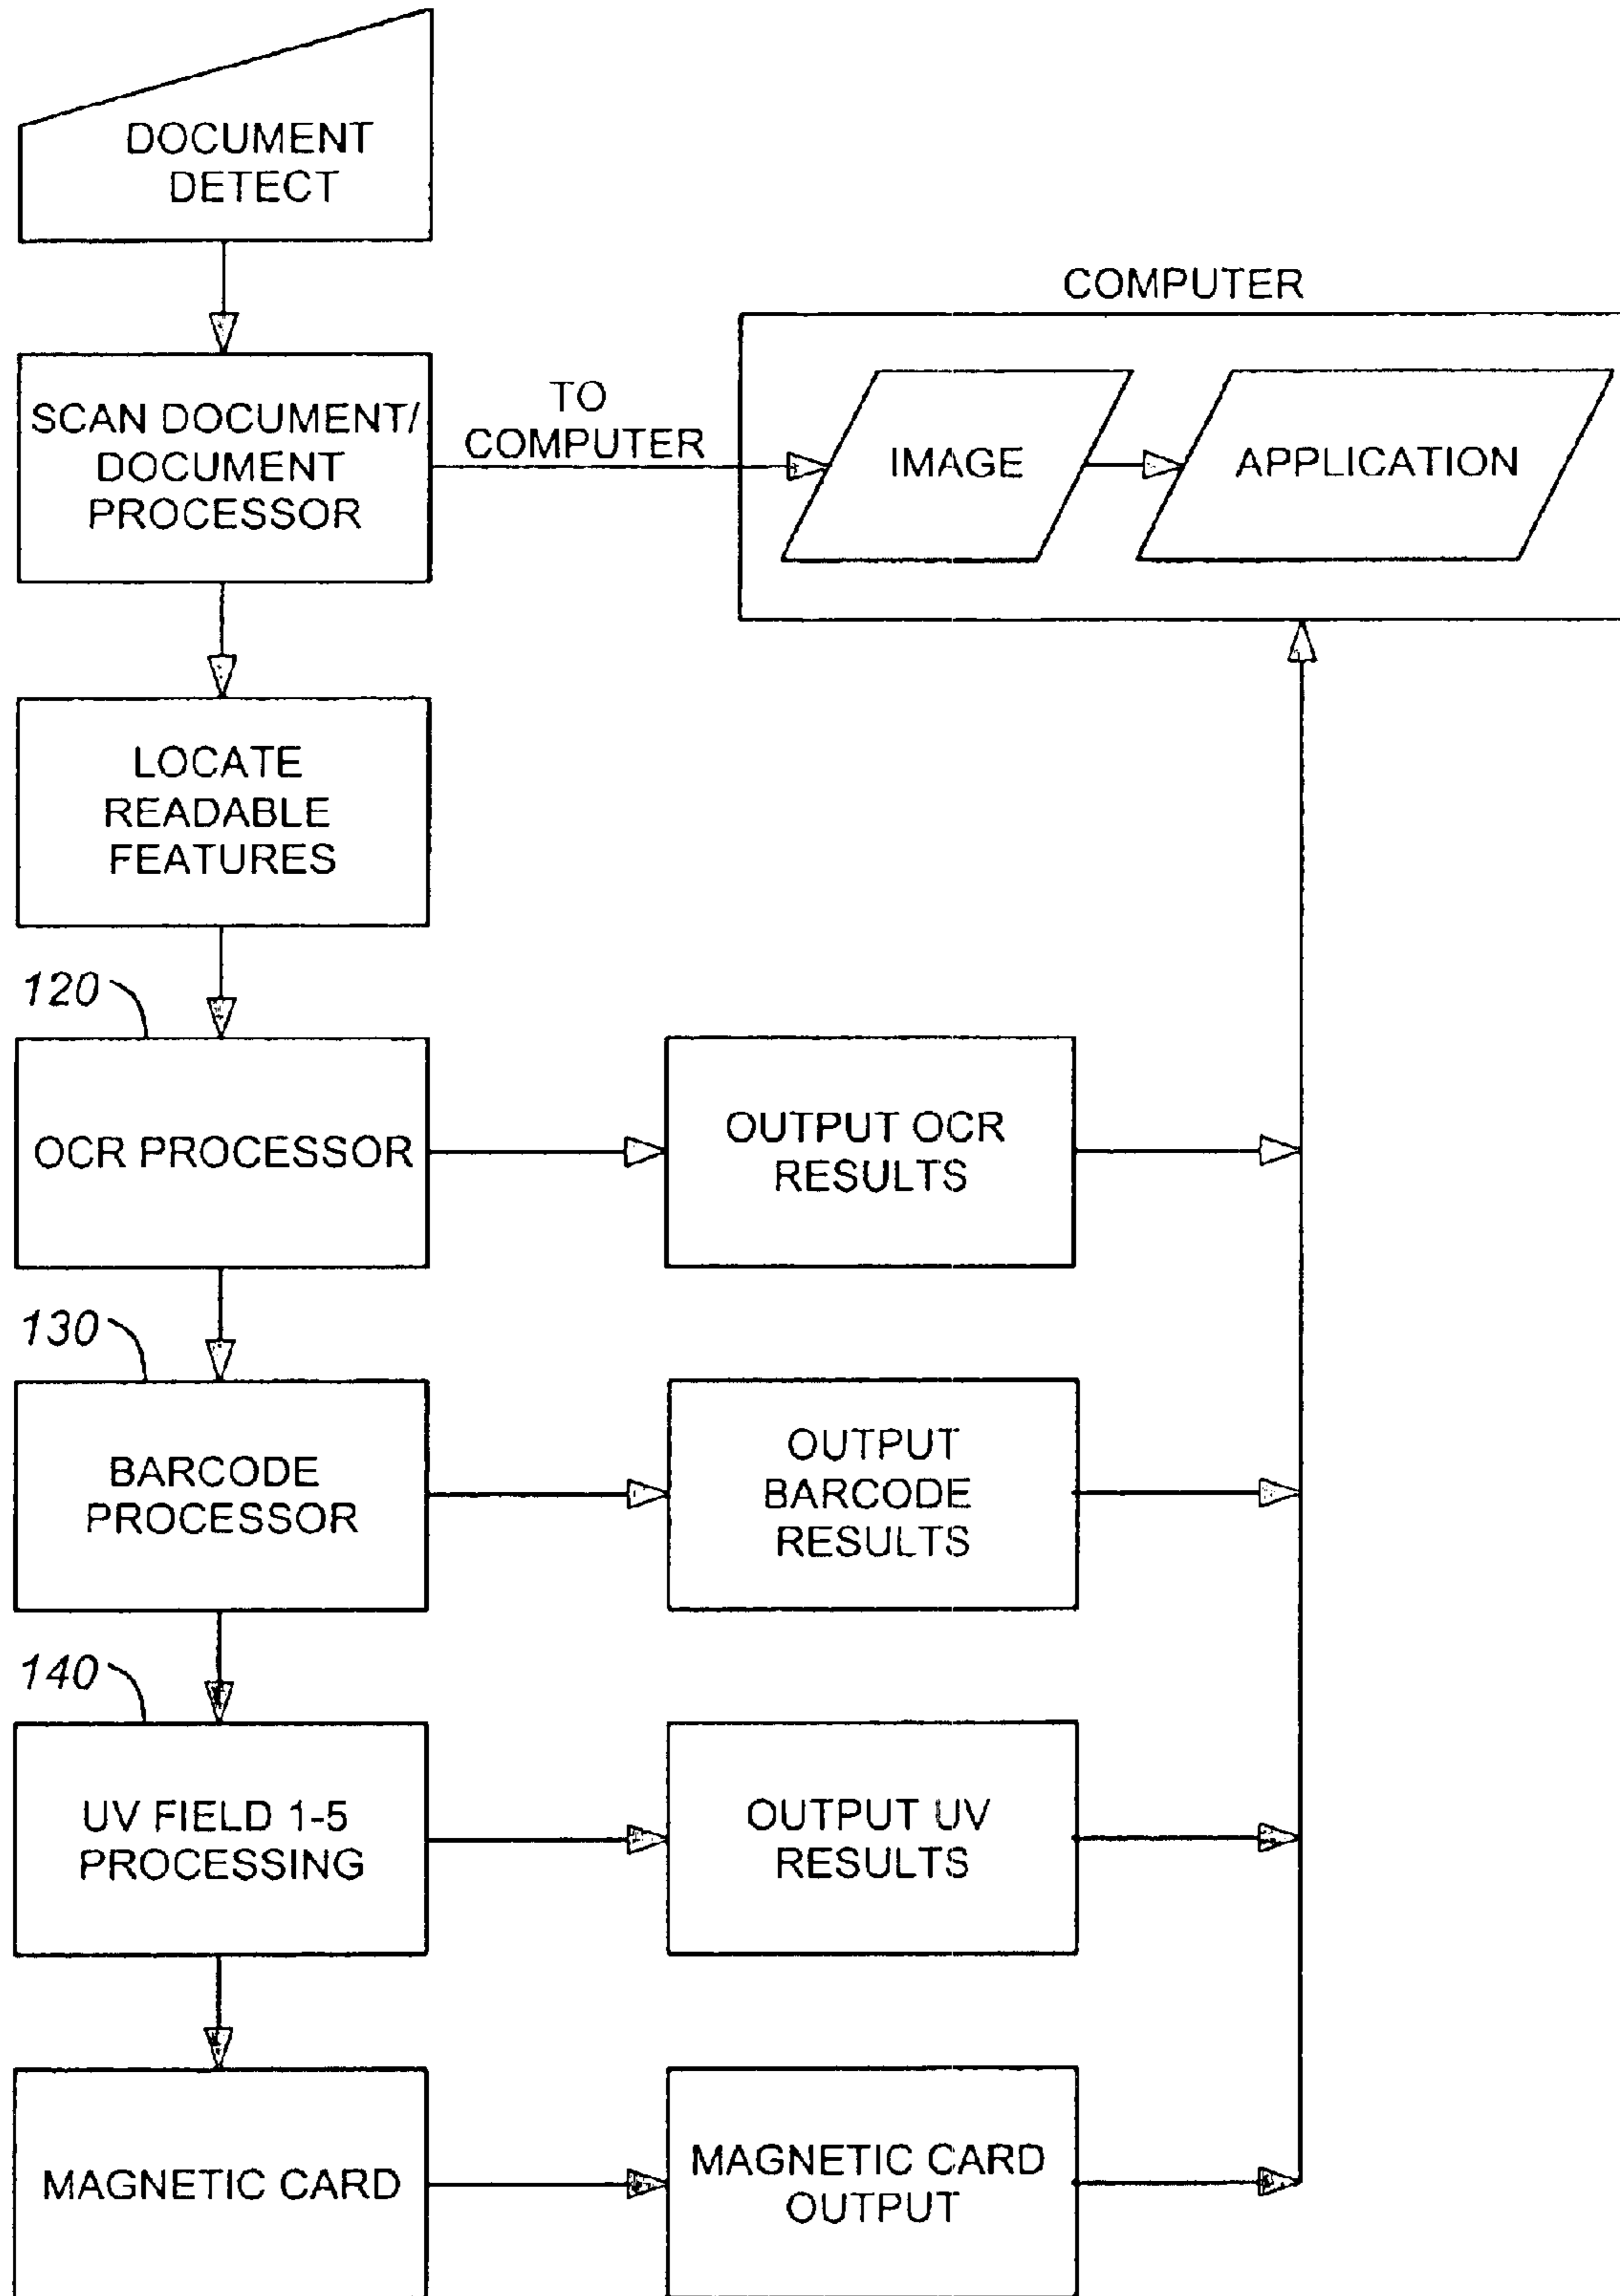 DOCUMENT
DETECT
COMPUTER
SCAN DOCUMENT/
DOCUMENT
PROCESSOR
TO
COMPUTER
IMAGE
APPLICATION
LOCATE
READABLE
FEATURES
120
OCR PROCESSOR
OUTPUT OCR
RESULTS
130
BARCODE
PROCESSOR
OUTPUT
BARCODE
RESULTS
140
UV FIELD 1-5
PROCESSING
OUTPUT UV
RESULTS
MAGNETIC CARD
MAGNETIC CARD
OUTPUT